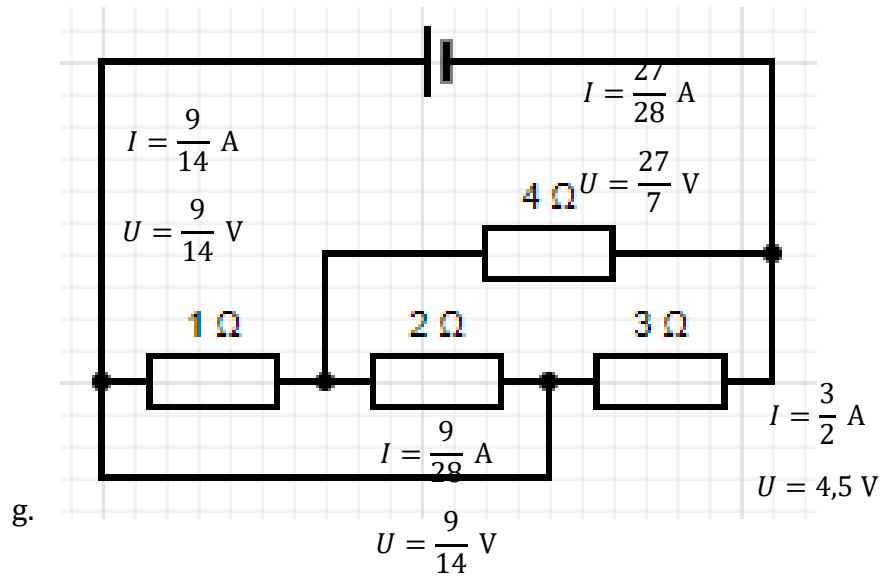 I = 27/28 A
I = 9/14 A
U = 27/7 V
4 Ω
U = 9/14 V
1 Ω
2 Ω
3 Ω
I = 3/2 A
I = 9/28 A
U = 4,5 V
g.
U = 9/14 V